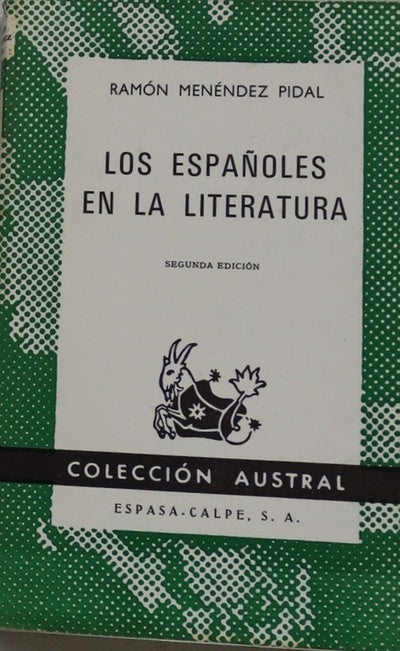 RAMÓN MENÉNDEZ PIDAL
LOS ESPAÑOLES
EN LA LITERATURA
SEGUNDA EDICIÓN
COLECCIÓN AUSTRAL
ESPASA-CALPE, S. A.